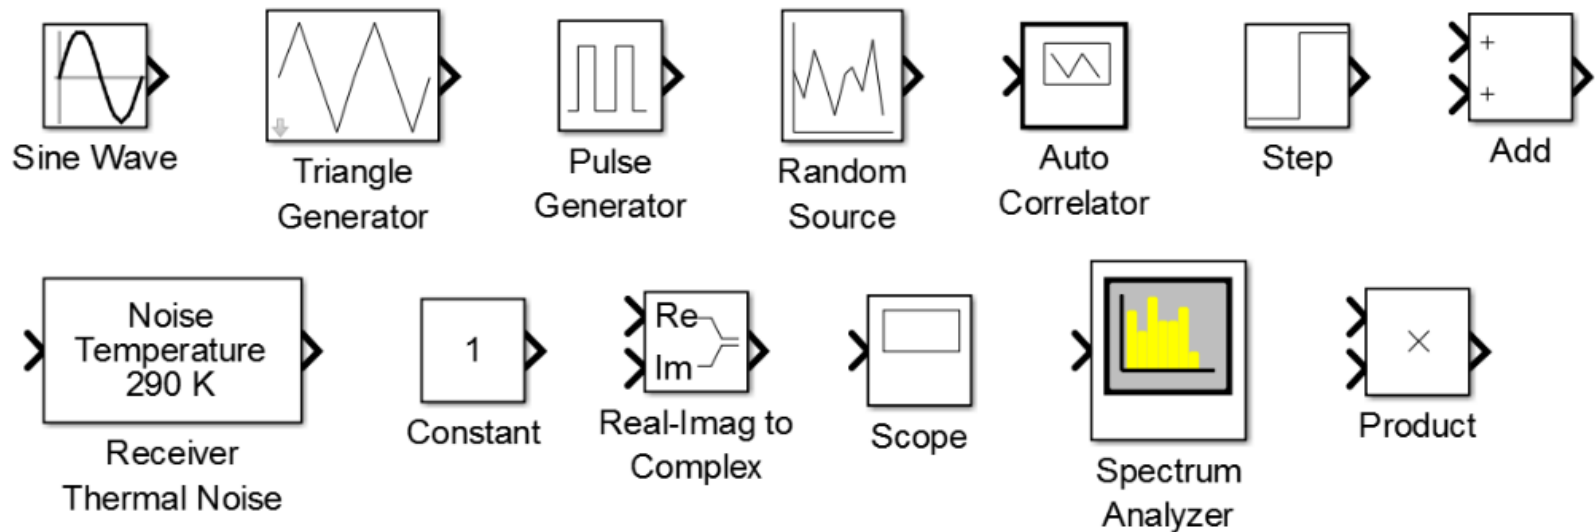 Sine Wave
Triangle
Generator
Pulse
Generator
Random
Source
Auto
Correlator
Step
+
+
Add
Noise
Temperature
290 K
Receiver
Thermal Noise
1
Constant
Re
Im
Real-Imag to
Complex
Scope
Spectrum
Analyzer
×
Product